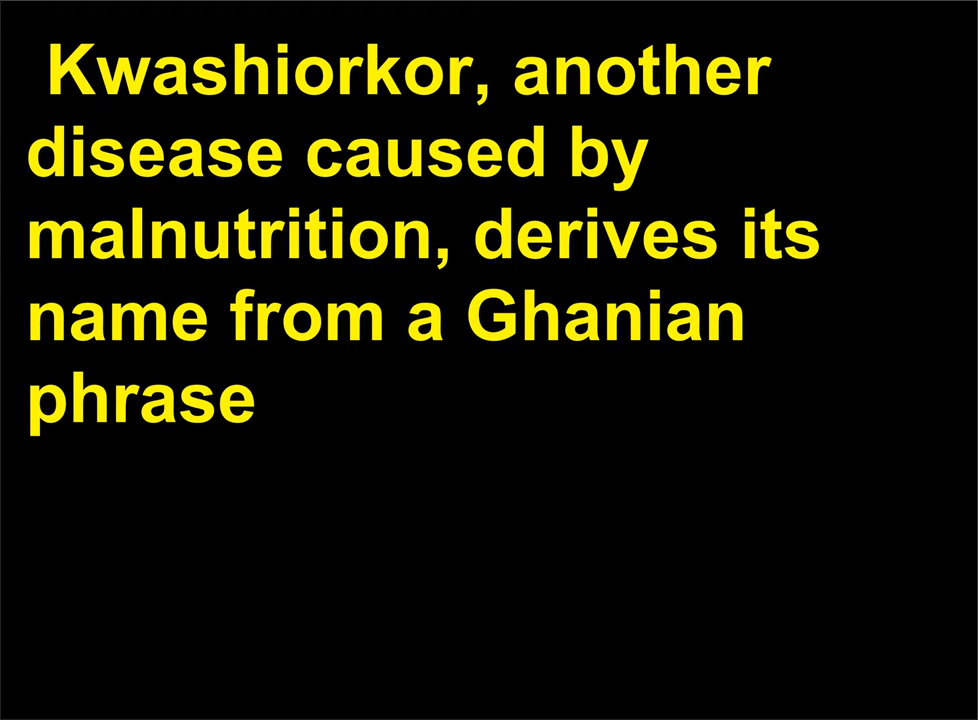 Kwashiorkor, another
disease caused by
malnutrition, derives its
name from a Ghanian
phrase